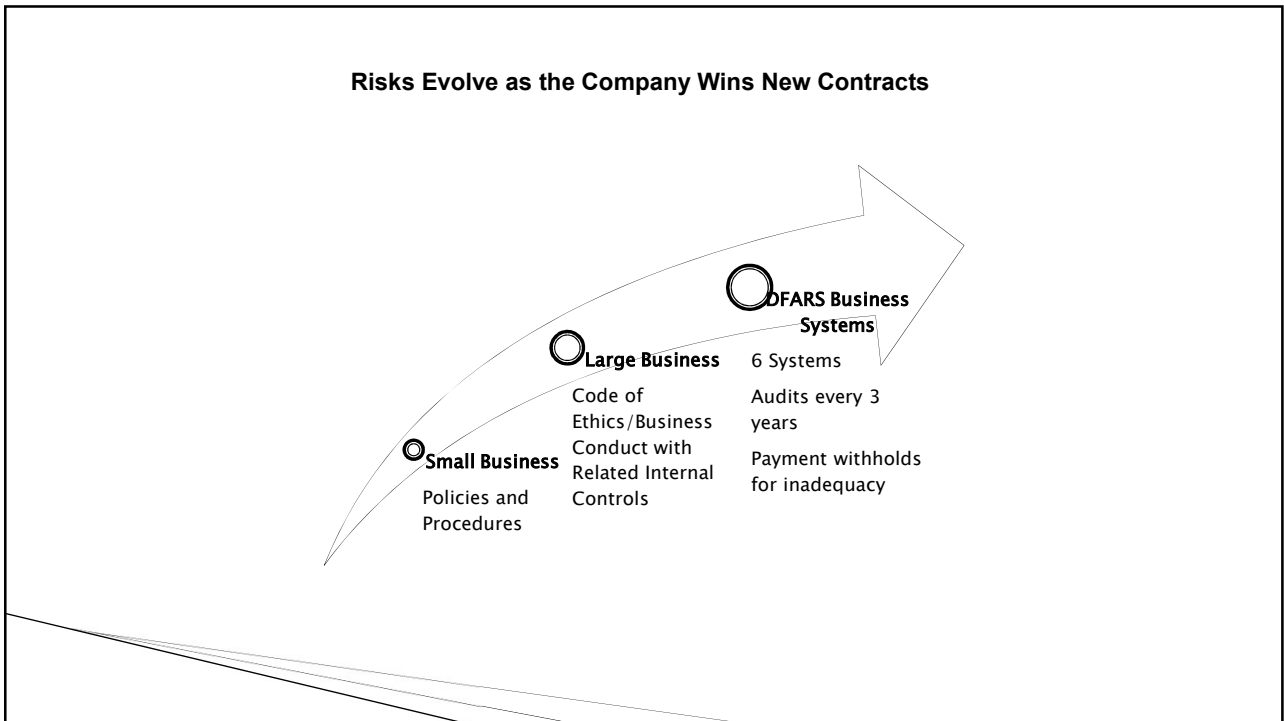 Risks Evolve as the Company Wins New Contracts
Small Business
Policies and
Procedures
Large Business
Code of
Ethics/Business
Conduct with
Related Internal
Controls
DFARS Business
Systems
6 Systems
Audits every 3
years
Payment withholds
for inadequacy